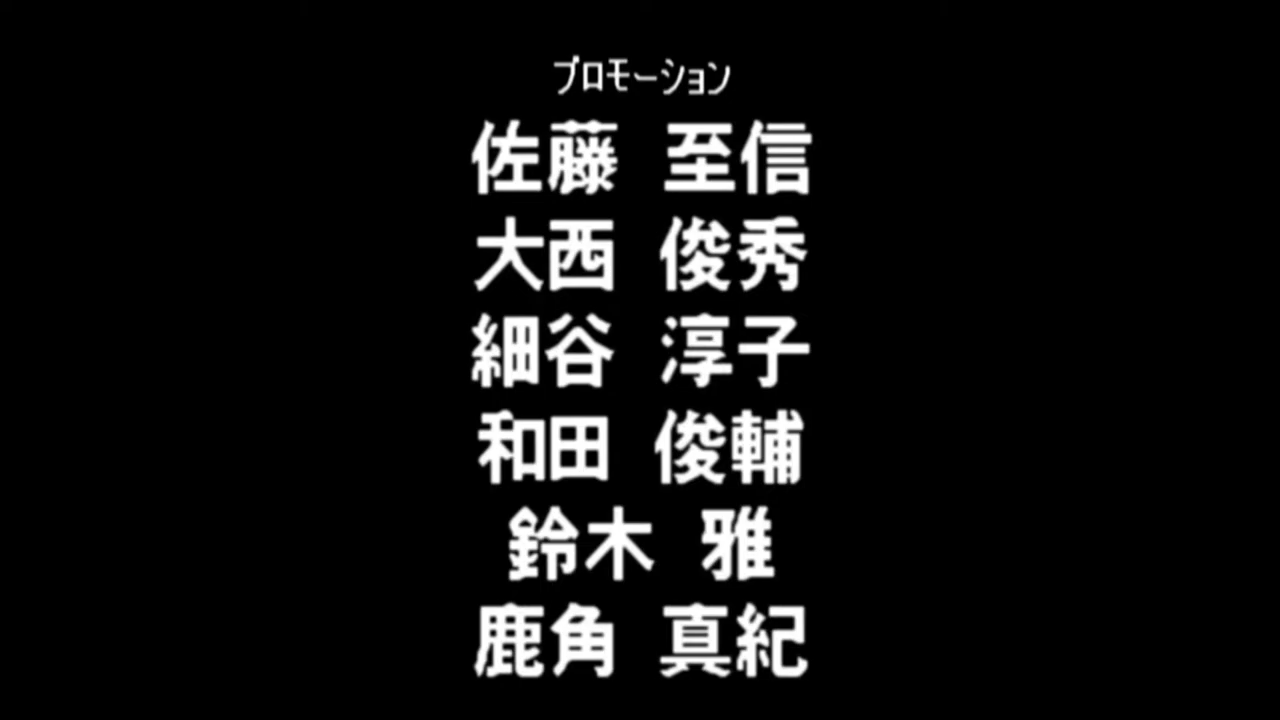 プロモーション
佐藤 至信
大西 俊秀
細谷 淳子
和田 俊輔
鈴木 雅
鹿角 真紀